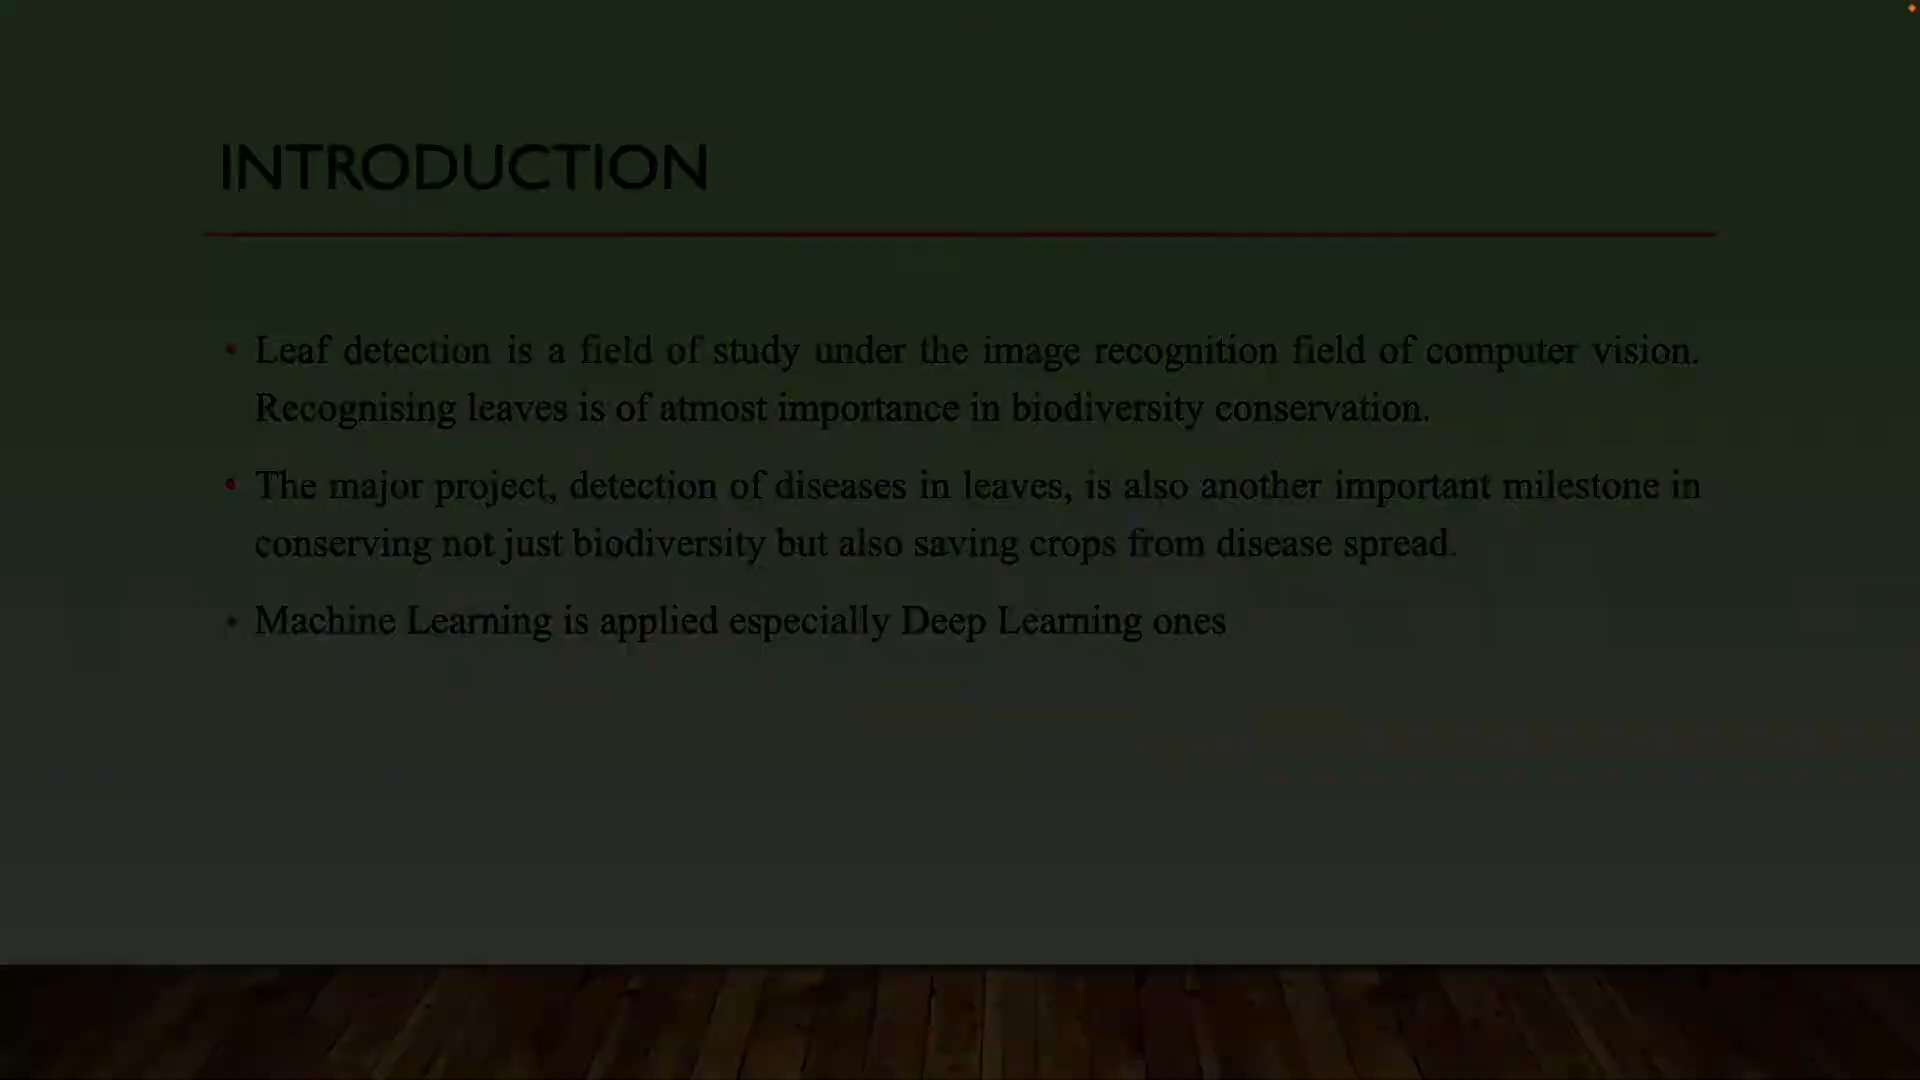 INTRODUCTION
• Leaf detection is a field of study under the image recognition field of computer vision.
Recognising leaves is of atmost importance in biodiversity conservation.
• The major project, detection of diseases in leaves, is also another important milestone in
conserving not just biodiversity but also saving crops from disease spread.
• Machine Learning is applied especially Deep Learning ones